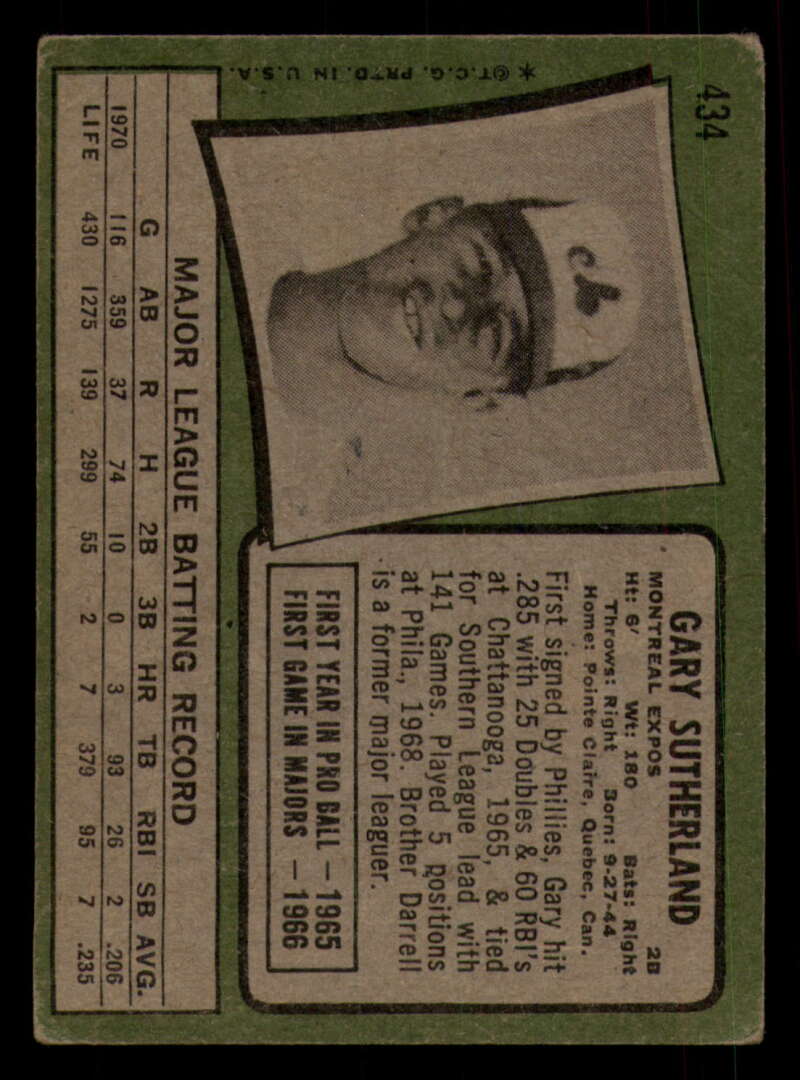 434
GARY SUTHERLAND
MONTREAL EXPOS 2B
Ht: 6' Wt: 180 Bats: Right
Throws: Right Born: 9-27-44
Home: Pointe Claire, Quebec, Can.
First signed by Phillies, Gary hit
.285 with 25 Doubles & 60 RBI's
at Chattanooga, 1965, & tied
for Southern League lead with
141 Games. Played 5 positions
at Phila., 1968. Brother Darrell
is a former major leaguer.
FIRST YEAR IN PRO BALL — 1965
FIRST GAME IN MAJORS — 1966
MAJOR LEAGUE BATTING RECORD
G AB R H 2B 3B HR TB RBI SB AVG.
1970 116 359 37 74 10 0 3 93 26 2 .206
LIFE 430 1275 139 299 55 2 7 379 95 7 .235
* © T.C.G. PRTD. IN U.S.A.